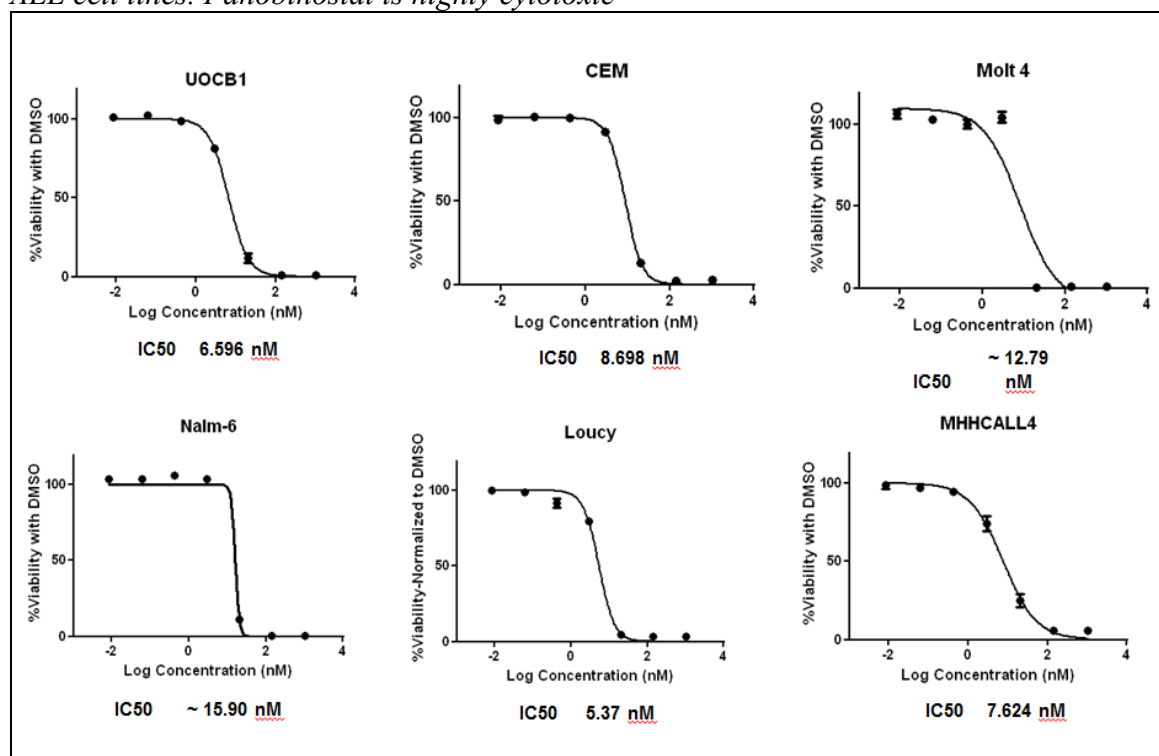 ALL cell lines. Panobinostat is highly cytotoxic
UOCB1
%Viability with DMSO
100
50
0
-2 0 2 4
Log Concentration (nM)
IC50 6.596 nM
CEM
%Viability with DMSO
100
50
0
-2 0 2 4
Log Concentration (nM)
IC50 8.698 nM
Molt 4
%Viability with DMSO
100
50
0
-2 0 2 4
Log Concentration (nM)
~ 12.79
IC50 nM
Nalm-6
%Viability with DMSO
100
50
0
-2 0 2 4
Log Concentration (nM)
IC50 ~ 15.90 nM
Loucy
%Viability-Normalized to DMSO
100
50
0
-2 0 2 4
Log Concentration (nM)
IC50 5.37 nM
MHHCALL4
%Viability with DMSO
100
50
0
-2 0 2 4
Log Concentration (nM)
IC50 7.624 nM